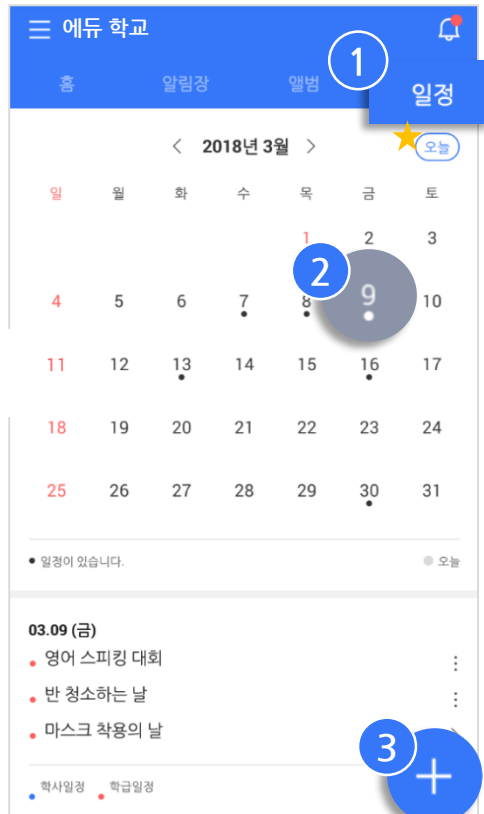 에듀 학교
홈 알림장 앨범 1 일정
2018년 3월 오늘
일 월 화 수 목 금 토
1 2 3
4 5 6 7 8 2 9 10
11 12 13 14 15 16 17
18 19 20 21 22 23 24
25 26 27 28 29 30 31
일정이 있습니다. 오늘
03.09 (금)
영어 스피킹 대회
반 청소하는 날
마스크 착용의 날
3
학사일정 학급일정